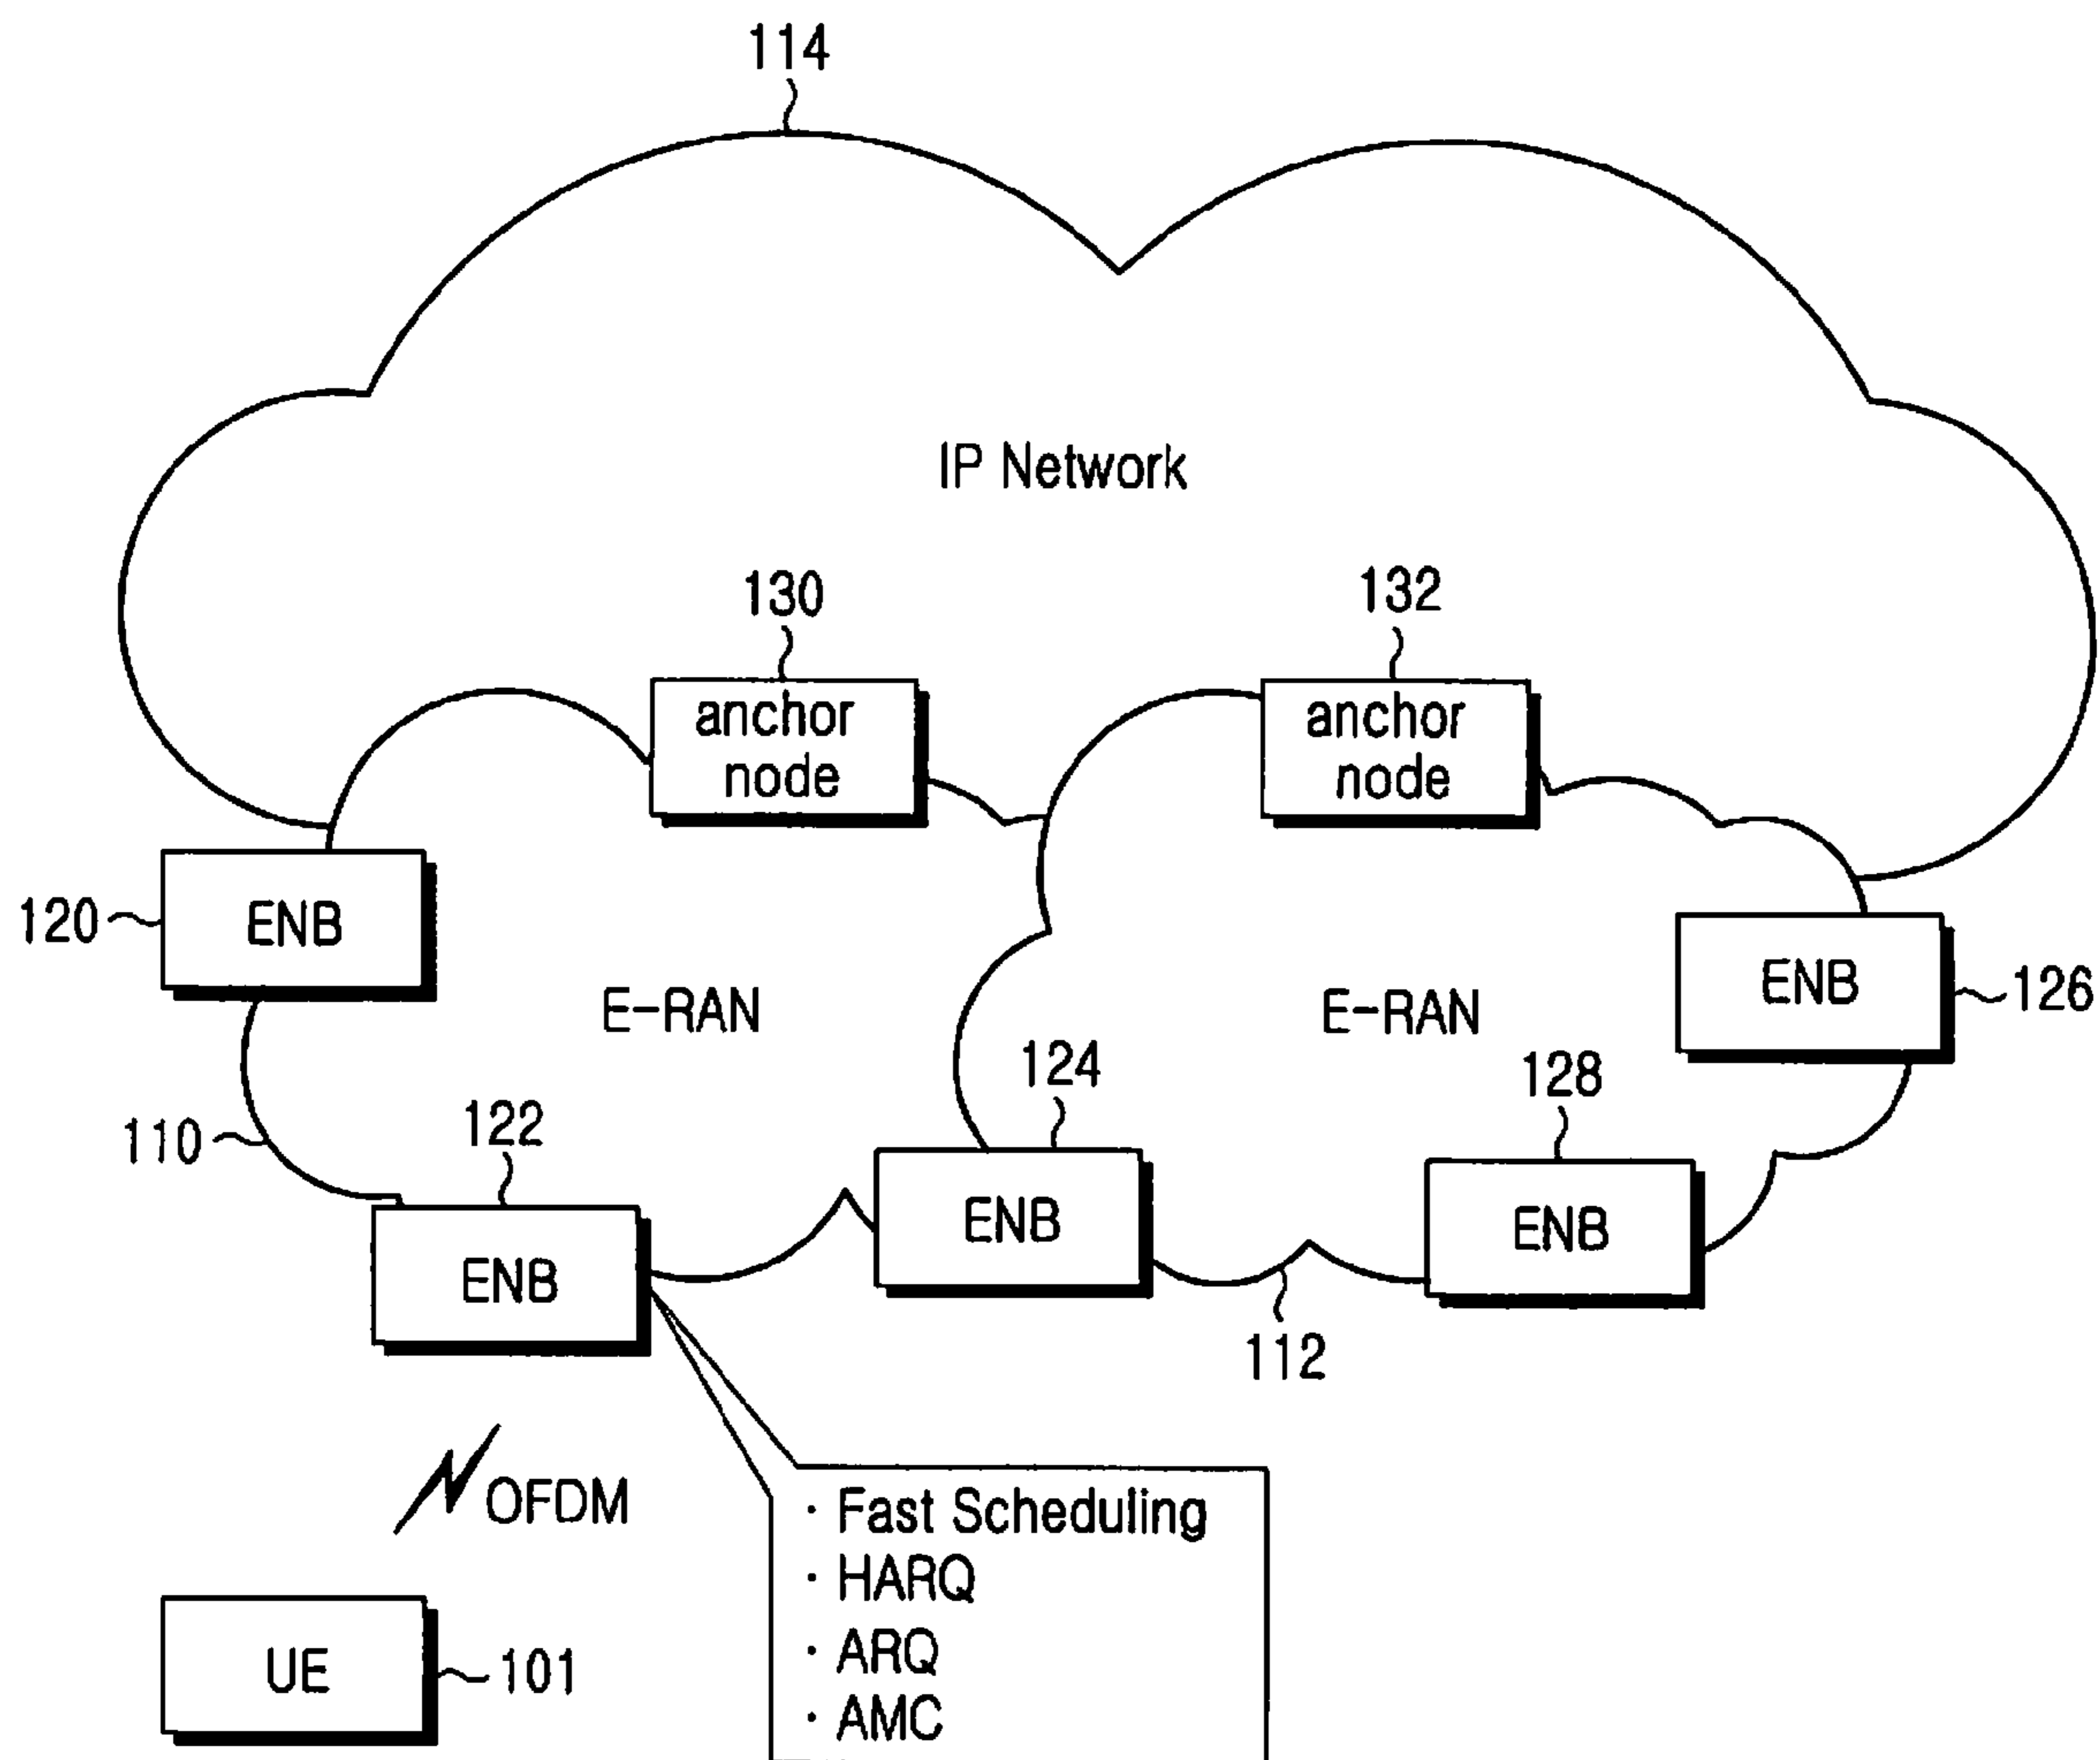 114
IP Network
130
132
anchor
node
anchor
node
120
ENB
E-RAN
E-RAN
ENB
126
124
128
110
122
ENB
ENB
ENB
112
OFDM
· Fast Scheduling
· HARQ
· ARQ
· AMC
UE
101